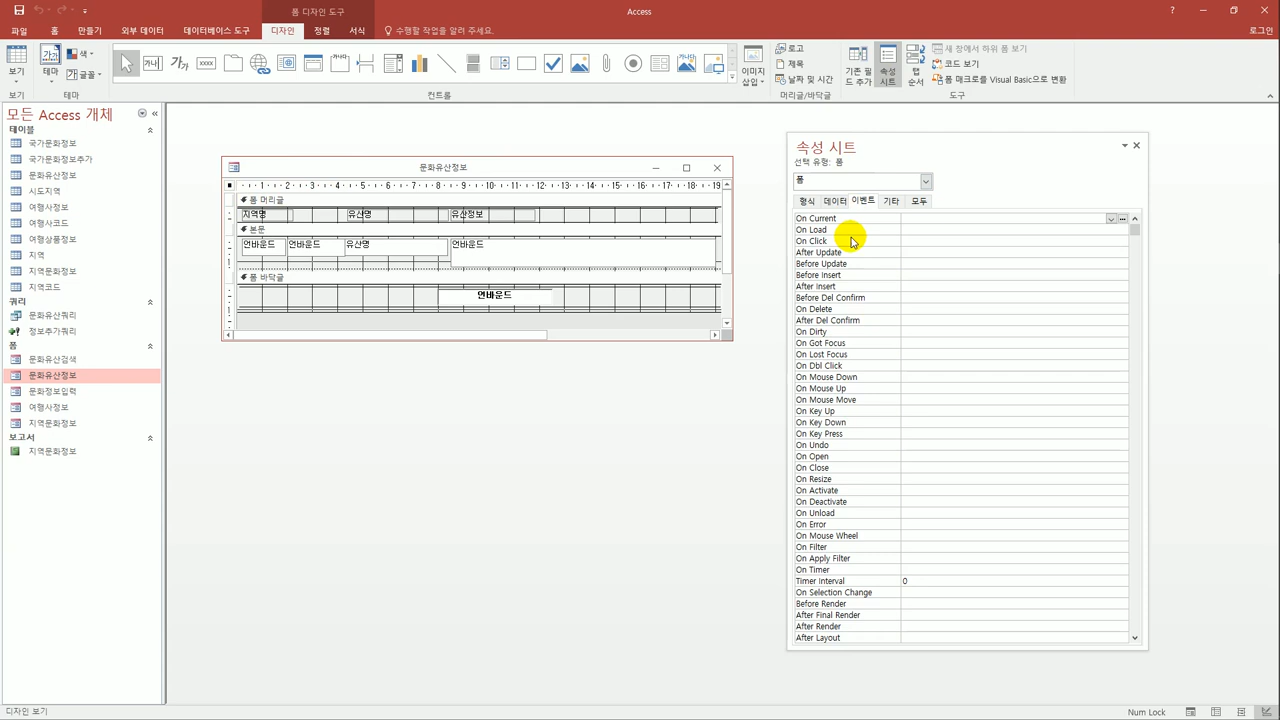 폼 디자인 도구
Access
?
파일 홈 만들기 외부 데이터 데이터베이스 도구 디자인 정렬 서식 수행할 작업을 알려 주세요.
로그인
보기
보기
테마
색
글꼴
테마
컨트롤
이미지
삽입
로고
제목
날짜 및 시간
머리글/바닥글
기존 필
드 추가
속성
시트
탭
순서
새 창에서 하위 폼 보기
코드 보기
폼 매크로를 Visual Basic으로 변환
도구
모든 Access 개체
테이블
국가문화정보
국가문화정보추가
문화유산정보
시도지역
여행사정보
여행사코드
여행상품정보
지역
지역문화정보
지역코드
쿼리
문화유산쿼리
정보추가쿼리
폼
문화유산검색
문화유산정보
문화정보입력
여행사정보
지역문화정보
보고서
지역문화정보
문화유산정보
1 2 3 4 5 6 7 8 9 10 11 12 13 14 15 16 17 18 19
폼 머리글
지역명 유산명 유산정보
본문
언바운드 언바운드 유산명 언바운드
폼 바닥글
언바운드
속성 시트
선택 유형: 폼
폼
형식 데이터 이벤트 기타 모두
On Current
On Load
On Click
After Update
Before Update
Before Insert
After Insert
Before Del Confirm
On Delete
After Del Confirm
On Dirty
On Got Focus
On Lost Focus
On Dbl Click
On Mouse Down
On Mouse Up
On Mouse Move
On Key Up
On Key Down
On Key Press
On Undo
On Open
On Close
On Resize
On Activate
On Deactivate
On Unload
On Error
On Mouse Wheel
On Filter
On Apply Filter
On Timer
Timer Interval 0
On Selection Change
Before Render
After Final Render
After Render
After Layout
디자인 보기
Num Lock